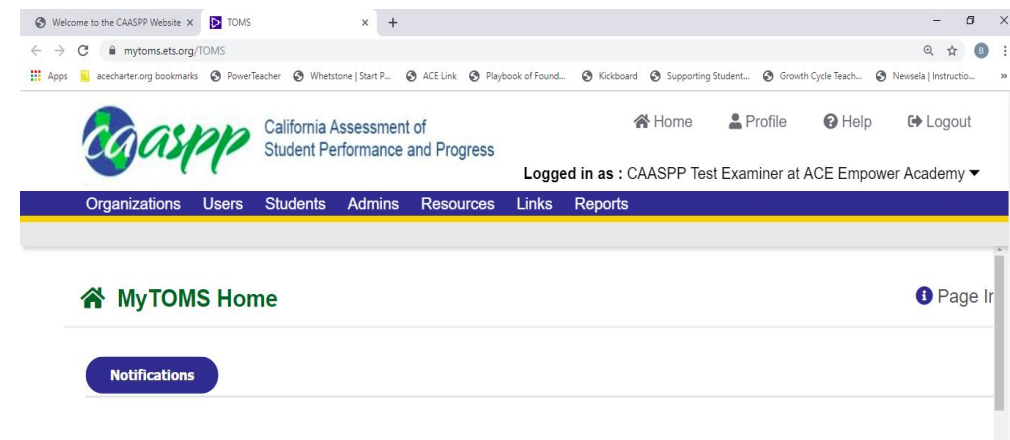 Welcome to the CAASPP Website
TOMS
mytoms.ets.org/TOMS
B
Apps acecharter.org bookmarks PowerTeacher Whetstone | Start P... ACE Link Playbook of Found... Kickboard Supporting Student... Growth Cycle Teach... Newsela | Instructio... »
caaspp
California Assessment of
Student Performance and Progress
Home Profile Help Logout
Logged in as : CAASPP Test Examiner at ACE Empower Academy
Organizations Users Students Admins Resources Links Reports
MyTOMS Home
Page In
Notifications